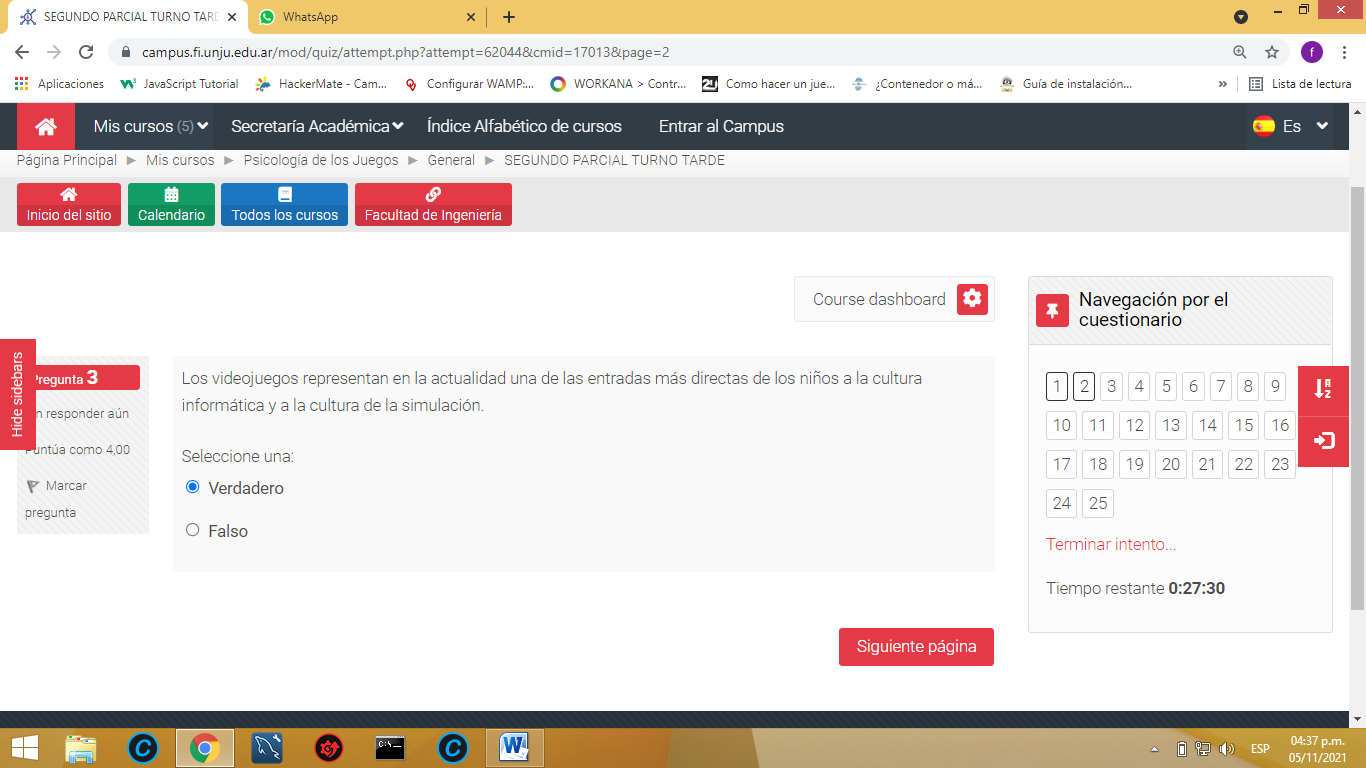 SEGUNDO PARCIAL TURNO TARD
WhatsApp
campus.fi.unju.edu.ar/mod/quiz/attempt.php?attempt=62044&cmid=17013&page=2
f
Aplicaciones
JavaScript Tutorial
HackerMate - Cam...
Configurar WAMP:...
WORKANA > Contr...
Como hacer un jue...
¿Contenedor o má...
Guía de instalación...
»
Lista de lectura
Mis cursos (5)
Secretaría Académica
Índice Alfabético de cursos
Entrar al Campus
Es
Página Principal ► Mis cursos ► Psicología de los Juegos ► General ► SEGUNDO PARCIAL TURNO TARDE
Inicio del sitio
Calendario
Todos los cursos
Facultad de Ingeniería
Course dashboard
Hide sidebars
Pregunta 3
n responder aún
Puntúa como 4,00
Marcar
pregunta
Los videojuegos representan en la actualidad una de las entradas más directas de los niños a la cultura
informática y a la cultura de la simulación.
Seleccione una:
Verdadero
Falso
Siguiente página
Navegación por el
cuestionario
1 2 3 4 5 6 7 8 9
10 11 12 13 14 15 16
17 18 19 20 21 22 23
24 25
Terminar intento...
Tiempo restante 0:27:30
ESP
04:37 p.m.
05/11/2021